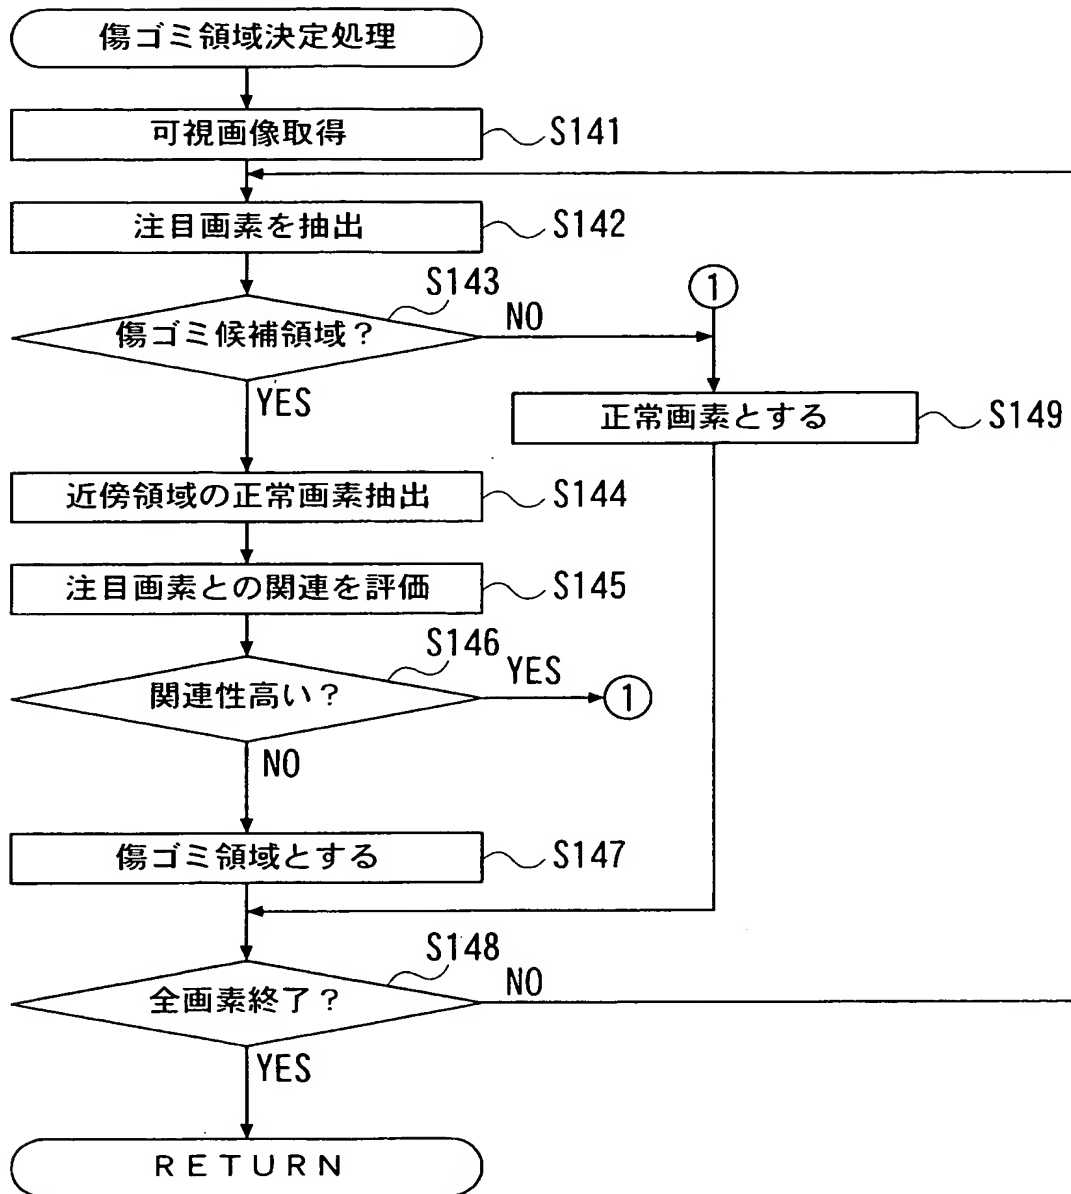 傷ゴミ領域決定処理
可視画像取得
S141
注目画素を抽出
S142
S143
傷ゴミ候補領域？
NO
1
YES
正常画素とする
S149
近傍領域の正常画素抽出
S144
注目画素との関連を評価
S145
S146
関連性高い？
YES
1
NO
傷ゴミ領域とする
S147
S148
全画素終了？
NO
YES
RETURN